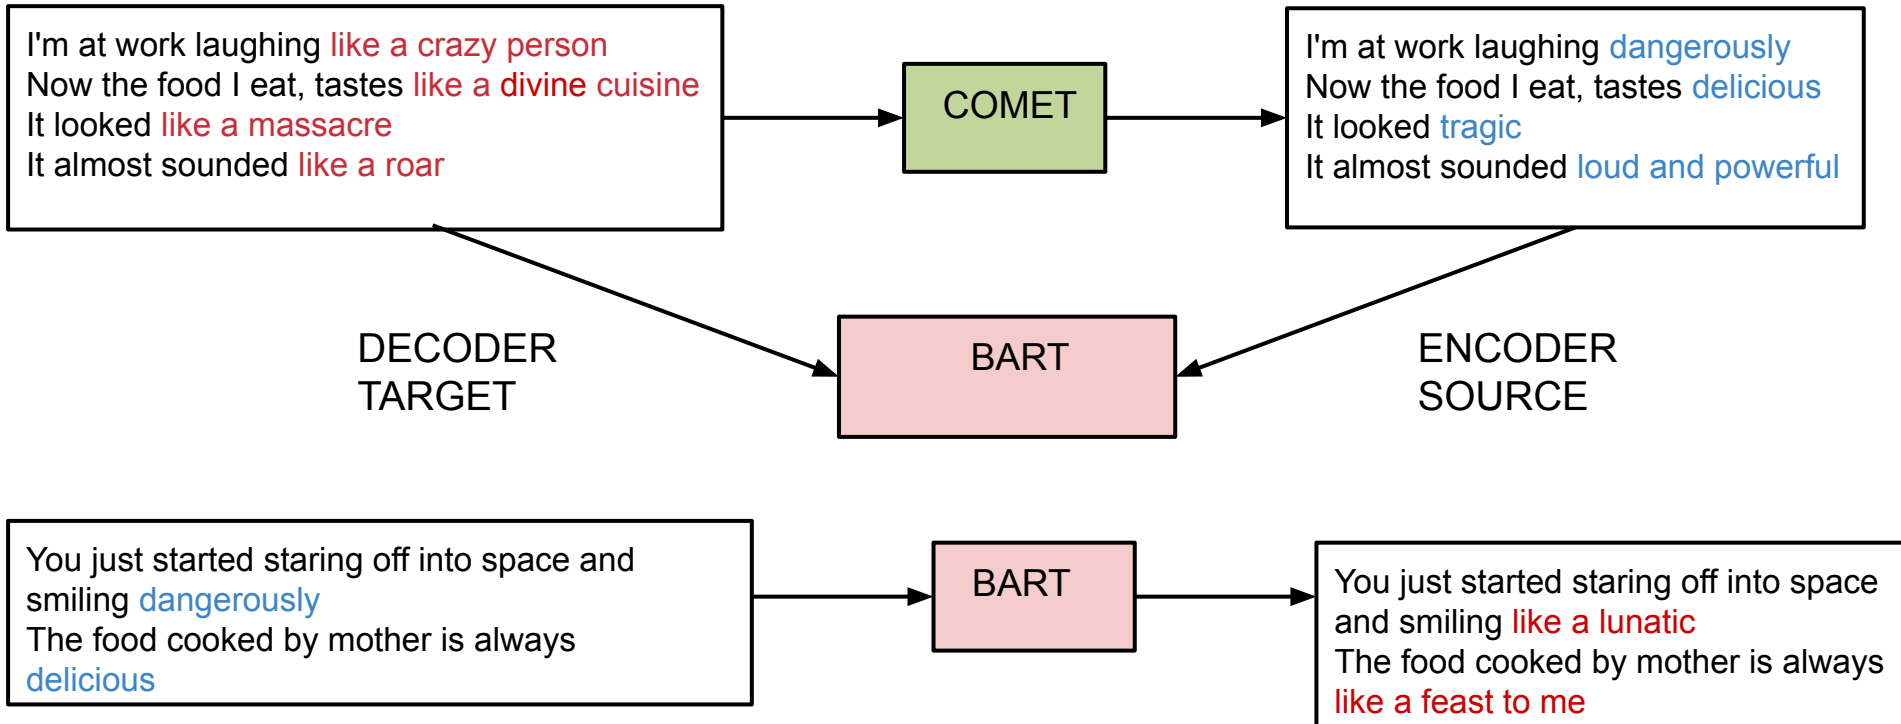 I'm at work laughing like a crazy person
Now the food I eat, tastes like a divine cuisine
It looked like a massacre
It almost sounded like a roar
COMET
I'm at work laughing dangerously
Now the food I eat, tastes delicious
It looked tragic
It almost sounded loud and powerful
DECODER
TARGET
BART
ENCODER
SOURCE
You just started staring off into space and
smiling dangerously
The food cooked by mother is always
delicious
BART
You just started staring off into space
and smiling like a lunatic
The food cooked by mother is always
like a feast to me